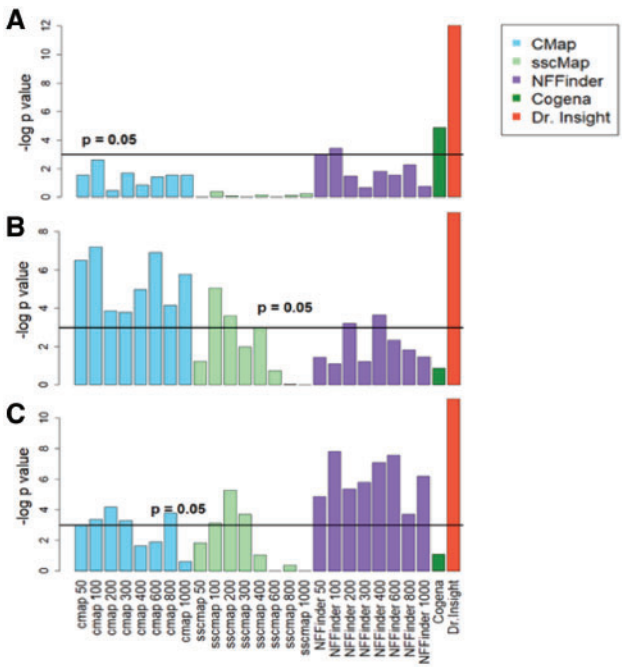 A
-log p value
0 2 4 6 8 10 12
p = 0.05
CMap
sscMap
NFFinder
Cogena
Dr. Insight
B
-log p value
0 2 4 6 8
p = 0.05
C
-log p value
0 2 4 6 8 10
p = 0.05
cmap 50
cmap 100
cmap 200
cmap 300
cmap 400
cmap 600
cmap 800
cmap 1000
sscmap 50
sscmap 100
sscmap 200
sscmap 300
sscmap 400
sscmap 600
sscmap 800
sscmap 1000
NFFinder 50
NFFinder 100
NFFinder 200
NFFinder 300
NFFinder 400
NFFinder 600
NFFinder 800
NFFinder 1000
Cogena
Dr.Insight